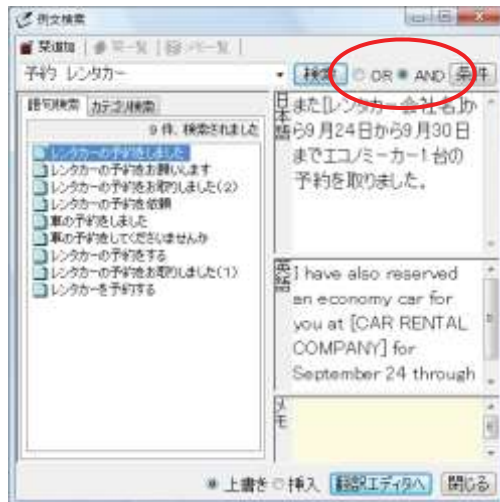 例文検索
栞追加 栞一覧 メモ一覧
予約 レンタカー 検索 OR AND 条件
語句検索 カテゴリ検索
9 件、検索されました
レンタカーの予約をしました
レンタカーの予約をお願いします
レンタカーの予約をお取りしました(2)
レンタカーの予約を依頼
車の予約をしました
車の予約をしてくださいませんか
レンタカーの予約をする
レンタカーの予約をお取りしました(1)
レンタカーを予約する
日本語
また[レンタカー会社名]か
ら9月24日から9月30日
までエコノミーカー1台の
予約を取りました。
英語
I have also reserved
an economy car for
you at [CAR RENTAL
COMPANY] for
September 24 through
メモ
上書き 挿入 翻訳エディタへ 閉じる